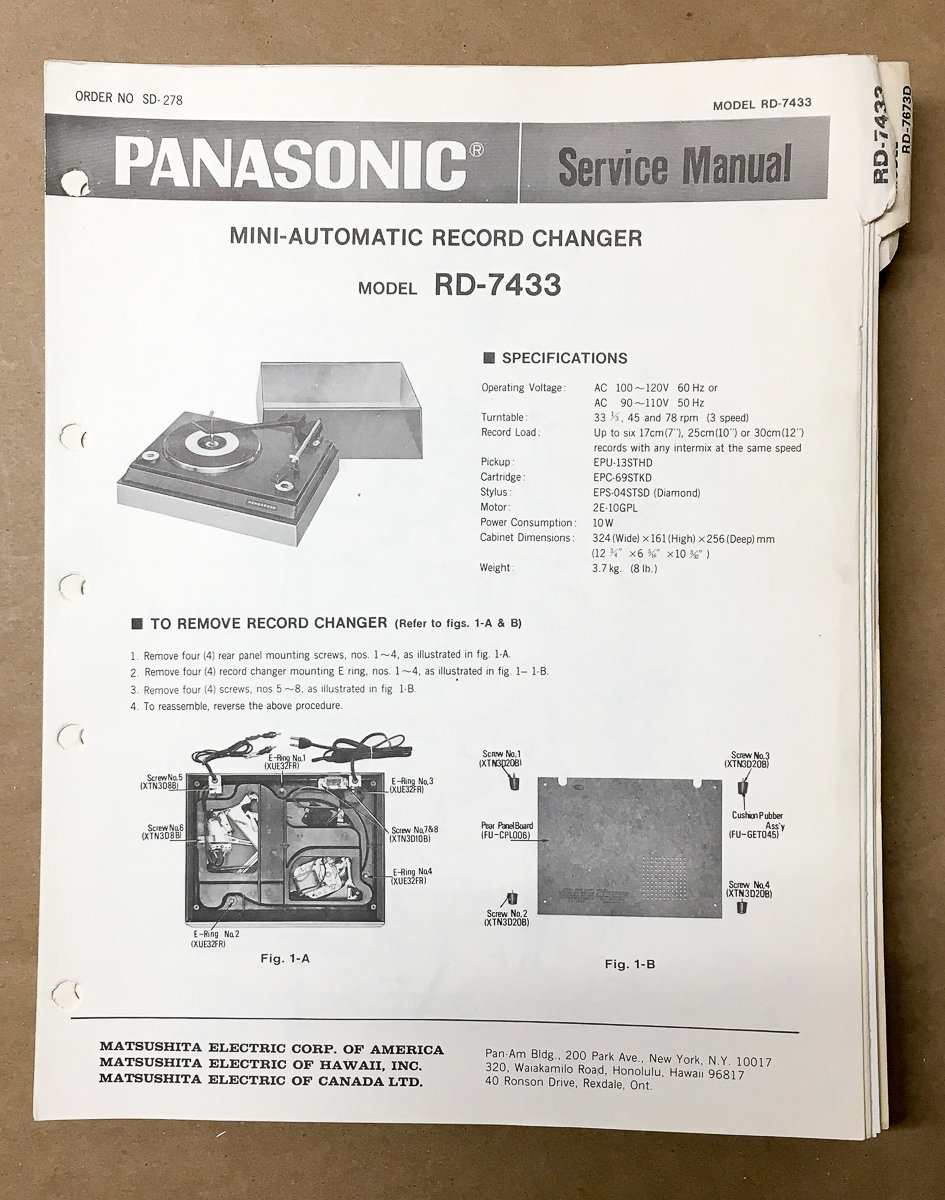 ORDER NO SD-278
MODEL RD-7433
RD-7433
RD-7673D
PANASONIC®
Service Manual
MINI-AUTOMATIC RECORD CHANGER
MODEL RD-7433
■ SPECIFICATIONS
Operating Voltage: AC 100~120V 60 Hz or
AC 90~110V 50 Hz
Turntable: 33 ⅓, 45 and 78 rpm (3 speed)
Record Load: Up to six 17cm(7″), 25cm(10″) or 30cm(12″)
records with any intermix at the same speed
Pickup: EPU-13STHD
Cartridge: EPC-69STKD
Stylus: EPS-04STSD (Diamond)
Motor: 2E-10GPL
Power Consumption: 10W
Cabinet Dimensions: 324 (Wide) ×161 (High) ×256 (Deep) mm
(12 ¾″ ×6 ×10 )
Weight: 3.7 kg. (8 lb.)
PANASONIC
■ TO REMOVE RECORD CHANGER (Refer to figs. 1-A & B)
1. Remove four (4) rear panel mounting screws, nos. 1~4, as illustrated in fig. 1-A.
2. Remove four (4) record changer mounting E ring, nos. 1~4, as illustrated in fig. 1– 1-B.
3. Remove four (4) screws, nos 5~8, as illustrated in fig. 1-B.
4. To reassemble, reverse the above procedure.
E-Ring No.1
(XUE32FR)
Screw No.5
(XTN3D8B)
E-Ring No.3
(XUE32FR)
Screw No.6
(XTN3D8B)
Screw No.7&8
(XTN3D10B)
E-Ring No.4
(XUE32FR)
E-Ring No.2
(XUE32FR)
Fig. 1-A
Screw No.1
(XTN3D20B)
Screw No.3
(XTN3D20B)
Pear Panel Board
(FU-CPL006)
Cushion Pubber
Ass'y
(FU-GET045)
Screw No.2
(XTN3D20B)
Screw No.4
(XTN3D20B)
Fig. 1-B
MATSUSHITA ELECTRIC CORP. OF AMERICA
MATSUSHITA ELECTRIC OF HAWAII, INC.
MATSUSHITA ELECTRIC OF CANADA LTD.
Pan-Am Bldg., 200 Park Ave., New York, N.Y. 10017
320, Waiakamilo Road, Honolulu, Hawaii 96817
40 Ronson Drive, Rexdale, Ont.